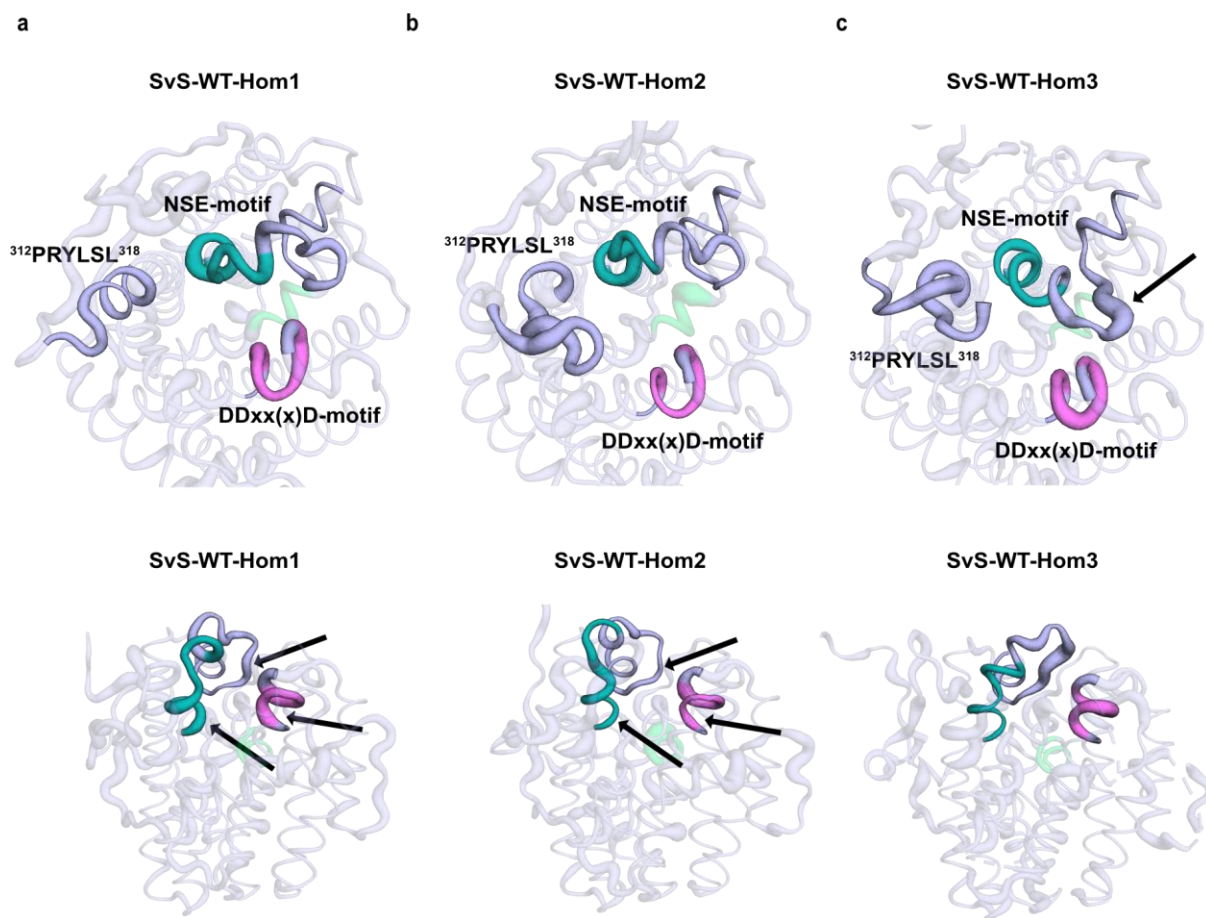 a b c
SvS-WT-Hom1 SvS-WT-Hom2 SvS-WT-Hom3
NSE-motif NSE-motif NSE-motif
³¹²PRYLSL³¹⁸ ³¹²PRYLSL³¹⁸ ³¹²PRYLSL³¹⁸
DDxx(x)D-motif DDxx(x)D-motif DDxx(x)D-motif
SvS-WT-Hom1 SvS-WT-Hom2 SvS-WT-Hom3